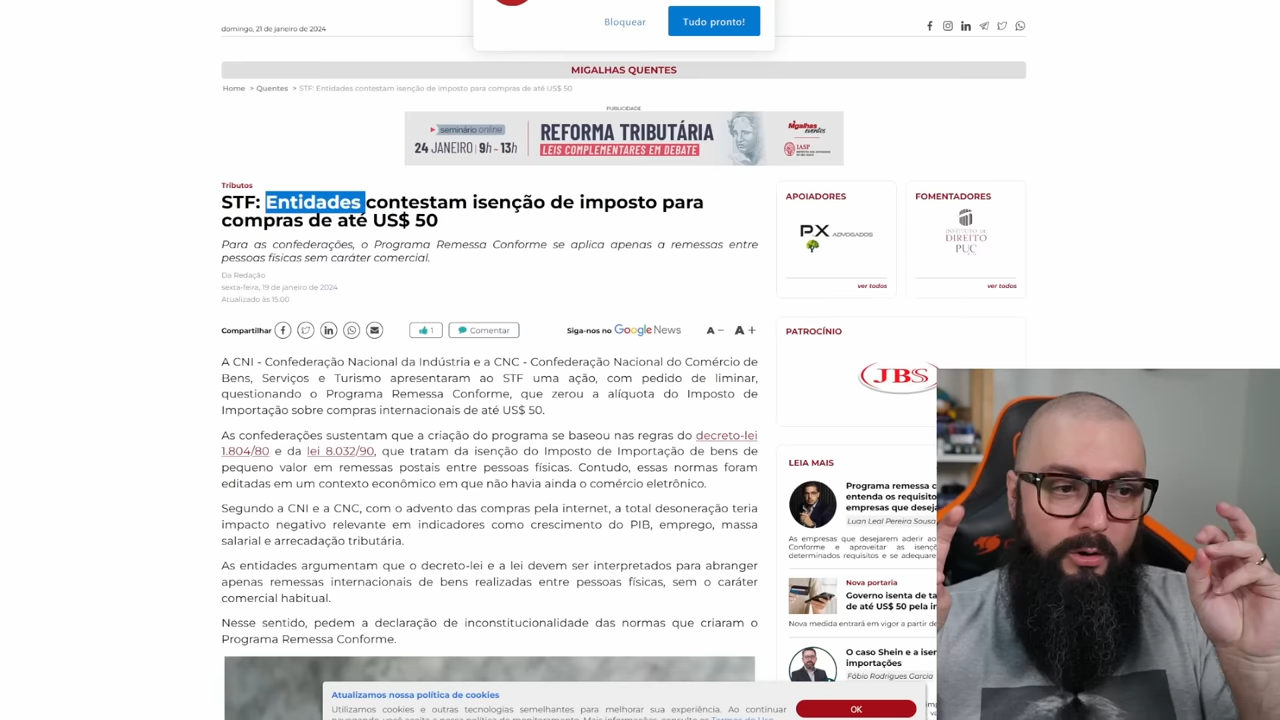 Bloquear
Tudo pronto!
domingo, 21 de janeiro de 2024
MIGALHAS QUENTES
Home > Quentes > STF: Entidades contestam isenção de imposto para compras de até US$ 50
PUBLICIDADE
seminário online
24 JANEIRO | 9h - 13h
REFORMA TRIBUTÁRIA
LEIS COMPLEMENTARES EM DEBATE
Migalhas
eventos
IASP
Tributos
STF: Entidades contestam isenção de imposto para
compras de até US$ 50
Para as confederações, o Programa Remessa Conforme se aplica apenas a remessas entre
pessoas físicas sem caráter comercial.
Da Redação
sexta-feira, 19 de janeiro de 2024
Atualizado às 15:00
Compartilhar
1
Comentar
Siga-nos no Google News
A −
A +
A CNI - Confederação Nacional da Indústria e a CNC - Confederação Nacional do Comércio de
Bens, Serviços e Turismo apresentaram ao STF uma ação, com pedido de liminar,
questionando o Programa Remessa Conforme, que zerou a alíquota do Imposto de
Importação sobre compras internacionais de até US$ 50.
As confederações sustentam que a criação do programa se baseou nas regras do decreto-lei
1.804/80 e da lei 8.032/90, que tratam da isenção do Imposto de Importação de bens de
pequeno valor em remessas postais entre pessoas físicas. Contudo, essas normas foram
editadas em um contexto econômico em que não havia ainda o comércio eletrônico.
Segundo a CNI e a CNC, com o advento das compras pela internet, a total desoneração teria
impacto negativo relevante em indicadores como crescimento do PIB, emprego, massa
salarial e arrecadação tributária.
As entidades argumentam que o decreto-lei e a lei devem ser interpretados para abranger
apenas remessas internacionais de bens realizadas entre pessoas físicas, sem o caráter
comercial habitual.
Nesse sentido, pedem a declaração de inconstitucionalidade das normas que criaram o
Programa Remessa Conforme.
APOIADORES
PX ADVOGADOS
ver todos
FOMENTADORES
INSTITUTO DE
DIREITO
PUC
ver todos
PATROCÍNIO
JBS
LEIA MAIS
Programa remessa c
entenda os requisito
empresas que deseja
Luan Leal Pereira Sousa
As empresas que desejarem aderir ao
Conforme e aproveitar as isençõ
determinados requisitos e se adequare
Nova portaria
Governo isenta de ta
de até US$ 50 pela in
Nova medida entrará em vigor a partir de
O caso Shein e a isen
importações
Fábio Rodrigues Garcia
Atualizamos nossa política de cookies
Utilizamos cookies e outras tecnologias semelhantes para melhorar sua experiência. Ao continuar
OK